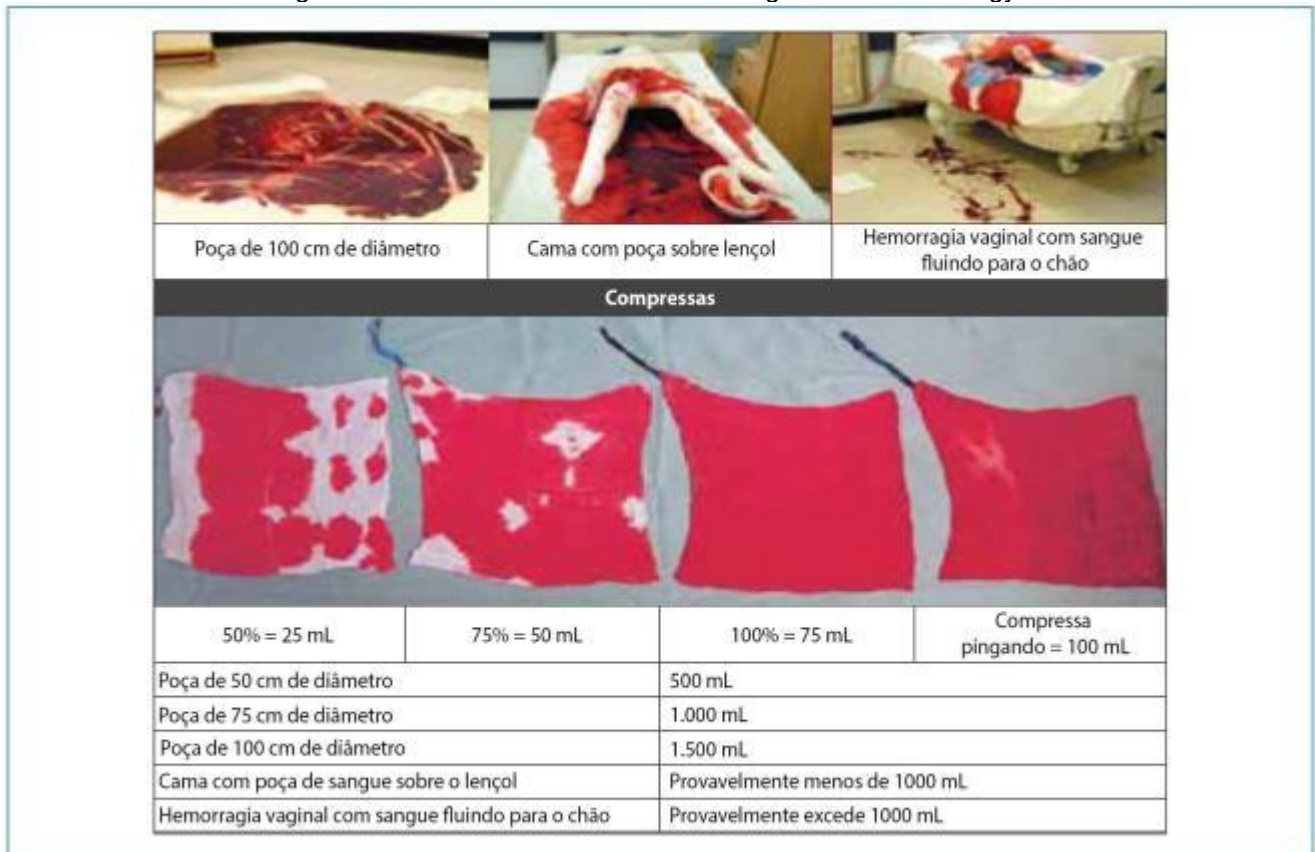 Poça de 100 cm de diâmetro
Cama com poça sobre lençol
Hemorragia vaginal com sangue
fluindo para o chão
Compressas
50% = 25 mL
75% = 50 mL
100% = 75 mL
Compressa
pingando = 100 mL
Poça de 50 cm de diâmetro 500 mL
Poça de 75 cm de diâmetro 1.000 mL
Poça de 100 cm de diâmetro 1.500 mL
Cama com poça de sangue sobre o lençol Provavelmente menos de 1000 mL
Hemorragia vaginal com sangue fluindo para o chão Provavelmente excede 1000 mL